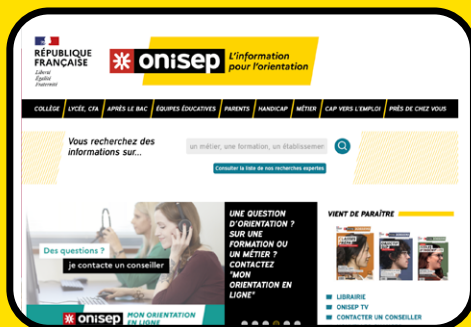 RÉPUBLIQUE
FRANÇAISE
Liberté
Égalité
Fraternité
onisep
L'information
pour l'orientation
COLLÈGE / LYCÉE, CFA / APRÈS LE BAC / ÉQUIPES ÉDUCATIVES / PARENTS / HANDICAP / MÉTIER / CAP VERS L'EMPLOI / PRÈS DE CHEZ VOUS
Vous recherchez des
informations sur...
un métier, une formation, un établissemer
Consulter la liste de nos recherches expertes
Des questions ?
je contacte un conseiller
onisep MON ORIENTATION
EN LIGNE
UNE QUESTION
D'ORIENTATION ?
SUR UNE
FORMATION OU
UN MÉTIER ?
CONTACTEZ
"MON
ORIENTATION EN
LIGNE"
VIENT DE PARAÎTRE
LIBRAIRIE
ONISEP TV
CONTACTER UN CONSEILLER